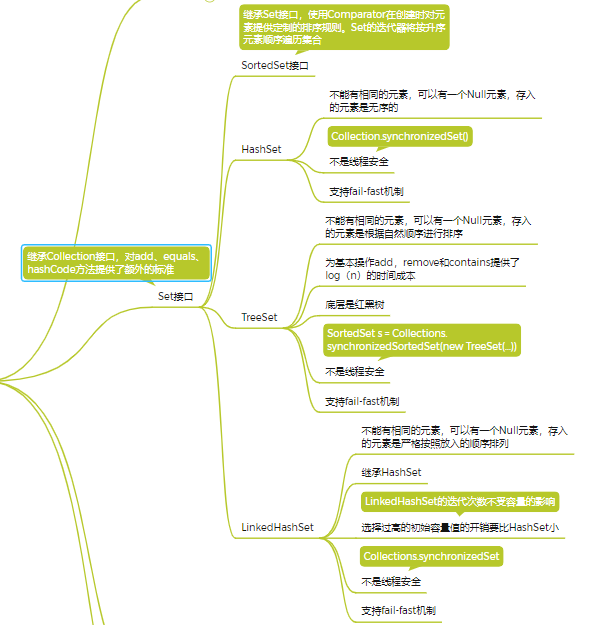 继承Set接口，使用Comparator在创建时对元
素提供定制的排序规则。Set的迭代器将按升序
元素顺序遍历集合
SortedSet接口
不能有相同的元素，可以有一个Null元素，存入
的元素是无序的
HashSet
Collection.synchronizedSet()
不是线程安全
支持fail-fast机制
不能有相同的元素，可以有一个Null元素，存入
的元素是根据自然顺序进行排序
继承Collection接口，对add、equals、
hashCode方法提供了额外的标准
Set接口
为基本操作add，remove和contains提供了
log（n）的时间成本
底层是红黑树
TreeSet
SortedSet s = Collections.
synchronizedSortedSet(new TreeSet(...))
不是线程安全
支持fail-fast机制
不能有相同的元素，可以有一个Null元素，存入
的元素是严格按照放入的顺序排列
继承HashSet
LinkedHashSet的迭代次数不受容量的影响
LinkedHashSet
选择过高的初始容量值的开销要比HashSet小
Collections.synchronizedSet
不是线程安全
支持fail-fast机制